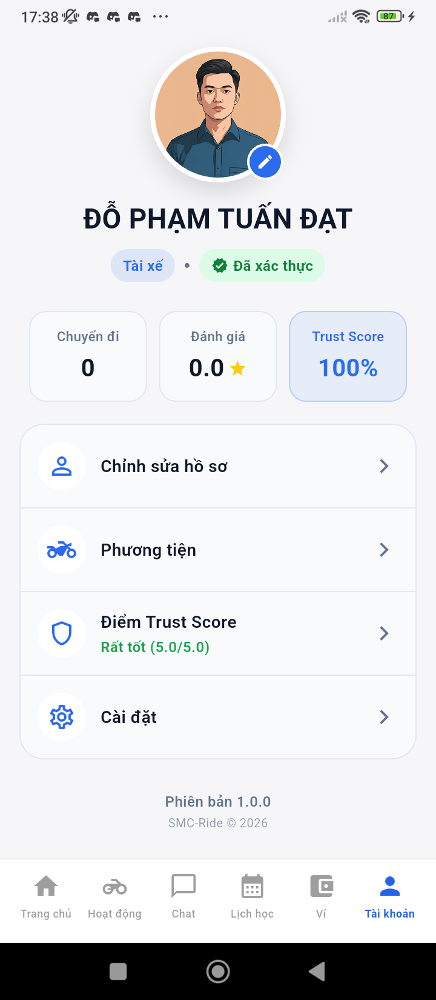 17:38
87
ĐỖ PHẠM TUẤN ĐẠT
Tài xế • Đã xác thực
Chuyến đi
0
Đánh giá
0.0
Trust Score
100%
Chỉnh sửa hồ sơ
Phương tiện
Điểm Trust Score
Rất tốt (5.0/5.0)
Cài đặt
Phiên bản 1.0.0
SMC-Ride © 2026
Trang chủ
Hoạt động
Chat
Lịch học
Ví
Tài khoản